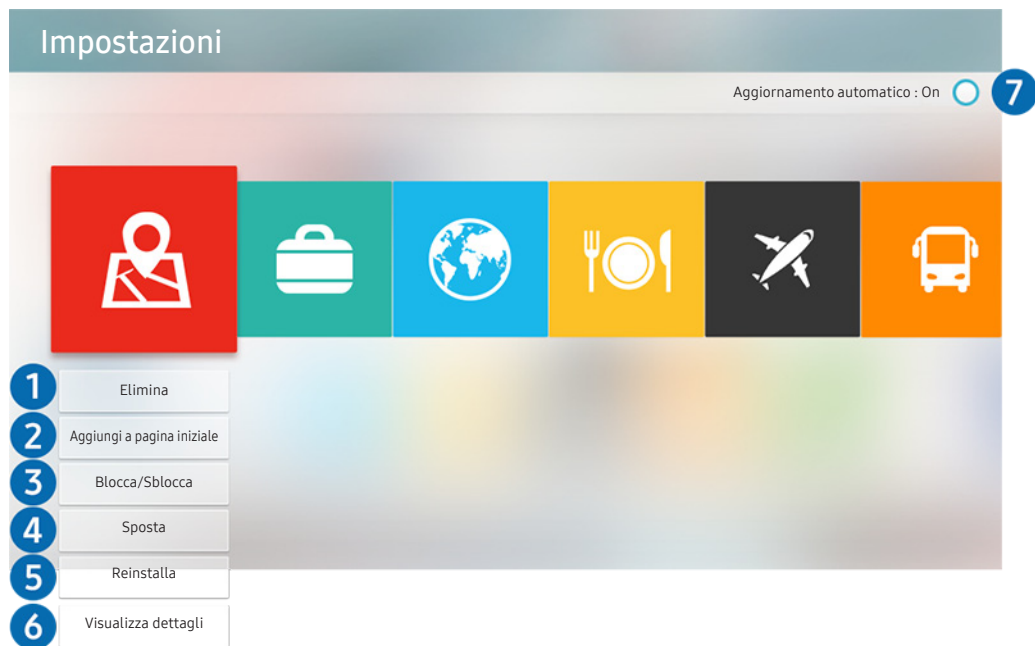 Impostazioni
Aggiornamento automatico : On 7
1 Elimina
2 Aggiungi a pagina iniziale
3 Blocca/Sblocca
4 Sposta
5 Reinstalla
6 Visualizza dettagli